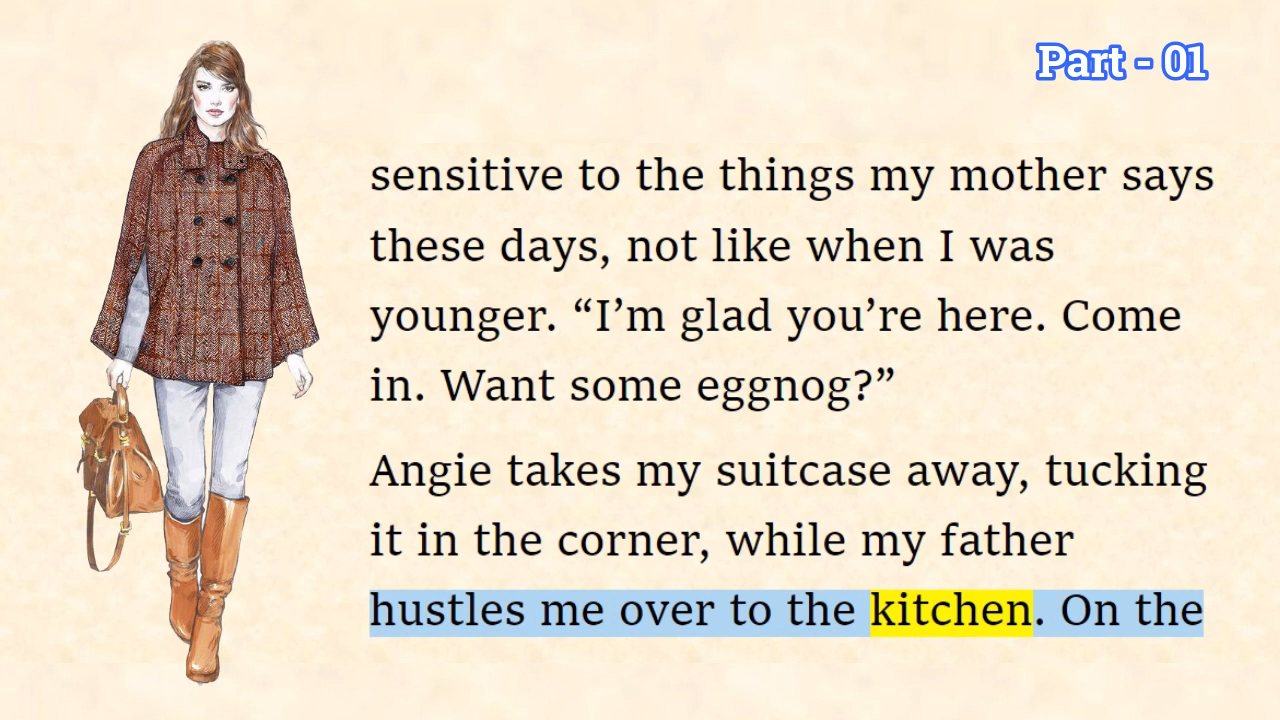 Part - 01
sensitive to the things my mother says
these days, not like when I was
younger. “I’m glad you’re here. Come
in. Want some eggnog?”
Angie takes my suitcase away, tucking
it in the corner, while my father
hustles me over to the kitchen. On the